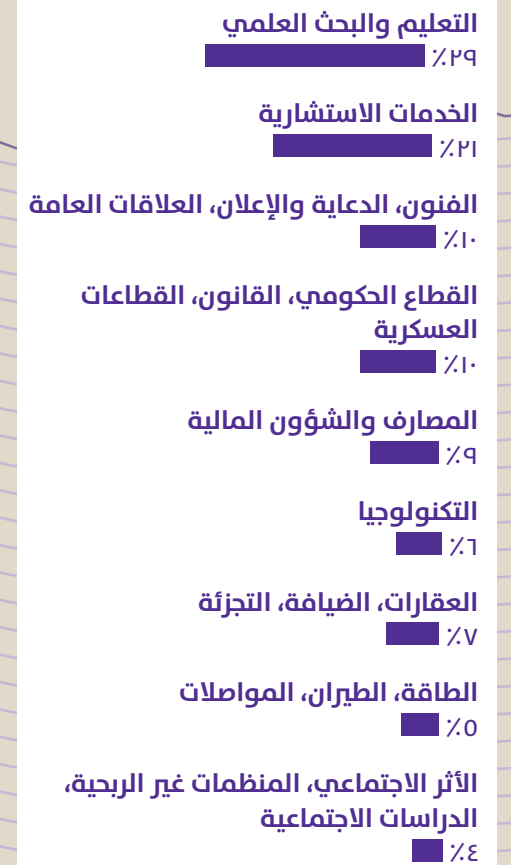 التعليم والبحث العلمي
٢٩٪
الخدمات الاستشارية
٢١٪
الفنون، الدعاية والإعلان، العلاقات العامة
١٠٪
القطاع الحكومي، القانون، القطاعات
العسكرية
١٠٪
المصارف والشؤون المالية
٩٪
التكنولوجيا
٦٪
العقارات، الضيافة، التجزئة
٧٪
الطاقة، الطيران، المواصلات
٥٪
الأثر الاجتماعي، المنظمات غير الربحية،
الدراسات الاجتماعية
٤٪